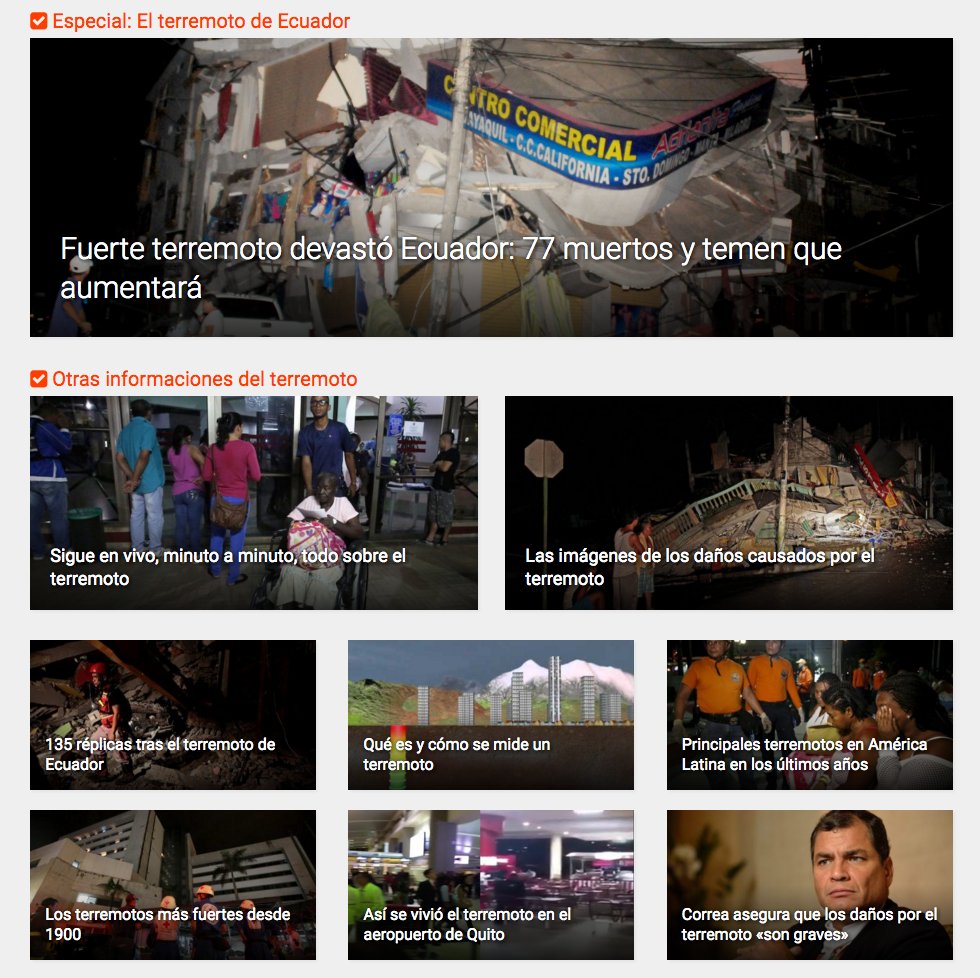 Especial: El terremoto de Ecuador
CENTRO COMERCIAL
C.C.CALIFORNIA - STO. DOMINGO
Fuerte terremoto devastó Ecuador: 77 muertos y temen que
aumentará
Otras informaciones del terremoto
Sigue en vivo, minuto a minuto, todo sobre el
terremoto
Las imágenes de los daños causados por el
terremoto
135 réplicas tras el terremoto de
Ecuador
Qué es y cómo se mide un
terremoto
Principales terremotos en América
Latina en los últimos años
Los terremotos más fuertes desde
1900
Así se vivió el terremoto en el
aeropuerto de Quito
Correa asegura que los daños por el
terremoto «son graves»